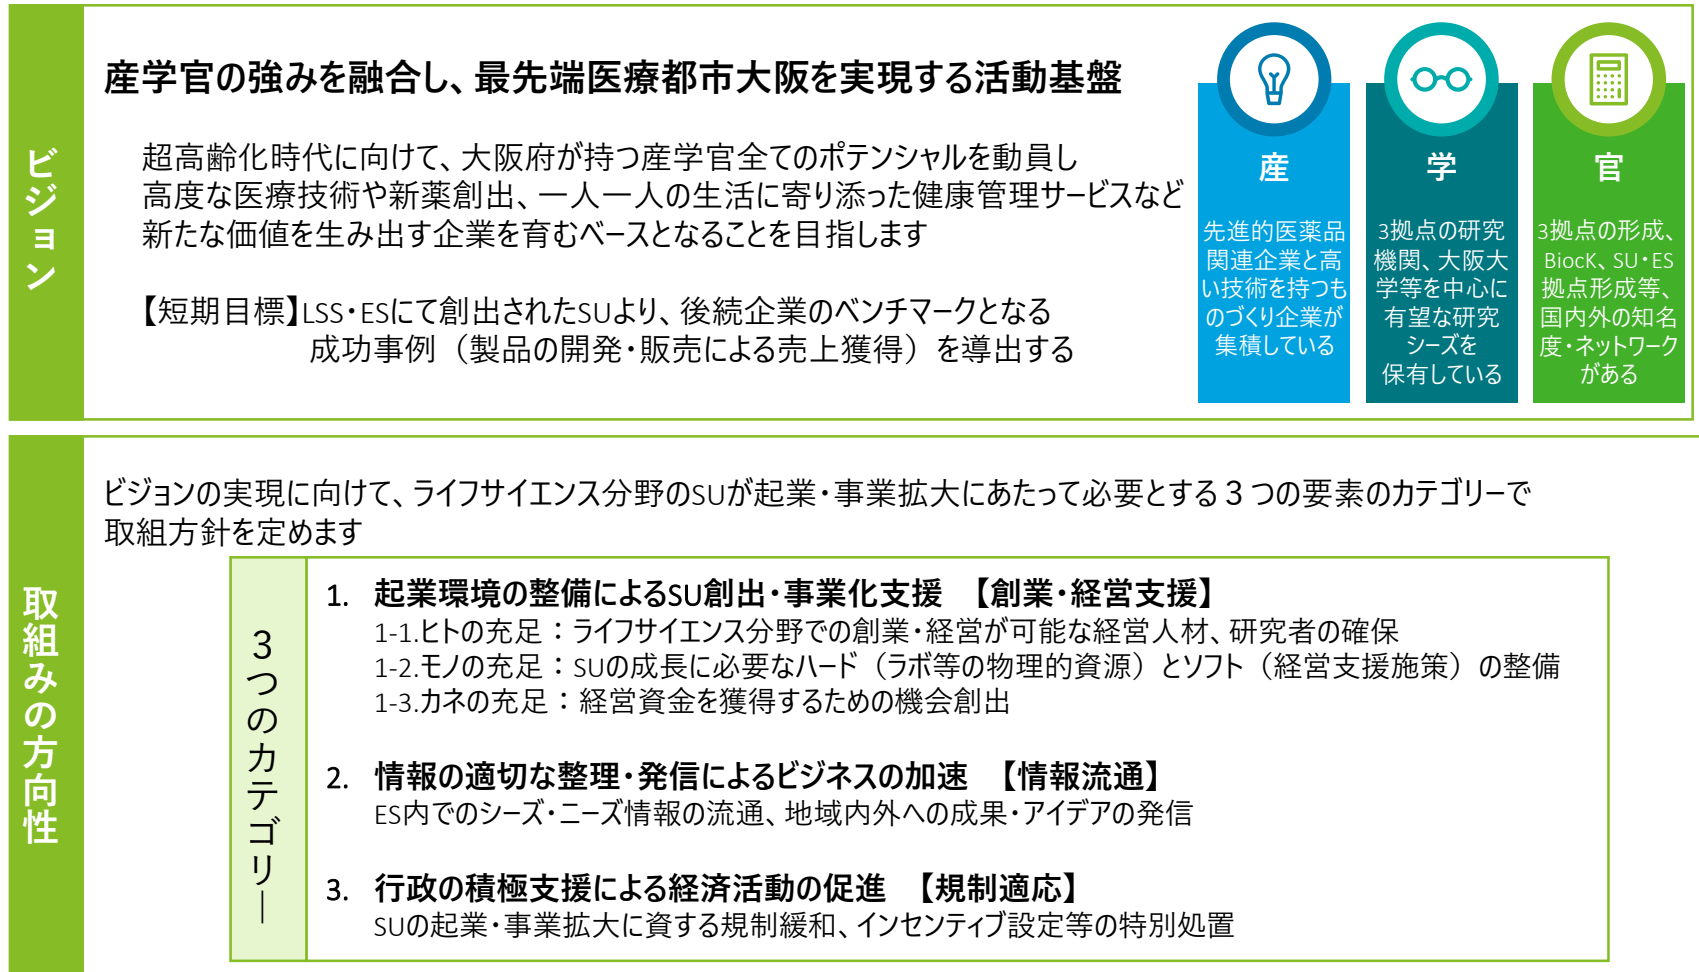 ビジョン
産学官の強みを融合し、最先端医療都市大阪を実現する活動基盤
超高齢化時代に向けて、大阪府が持つ産学官全てのポテンシャルを動員し
高度な医療技術や新薬創出、一人一人の生活に寄り添った健康管理サービスなど
新たな価値を生み出す企業を育むベースとなることを目指します
【短期目標】LSS・ESにて創出されたSUより、後続企業のベンチマークとなる
成功事例（製品の開発・販売による売上獲得）を導出する
産
先進的医薬品
関連企業と高
い技術を持つも
のづくり企業が
集積している
学
3拠点の研究
機関、大阪大
学等を中心に
有望な研究
シーズを
保有している
官
3拠点の形成、
BiocK、SU・ES
拠点形成等、
国内外の知名
度・ネットワーク
がある
取組みの方向性
ビジョンの実現に向けて、ライフサイエンス分野のSUが起業・事業拡大にあたって必要とする３つの要素のカテゴリーで
取組方針を定めます
３つのカテゴリー
1. 起業環境の整備によるSU創出・事業化支援　【創業・経営支援】
1-1.ヒトの充足：ライフサイエンス分野での創業・経営が可能な経営人材、研究者の確保
1-2.モノの充足：SUの成長に必要なハード（ラボ等の物理的資源）とソフト（経営支援施策）の整備
1-3.カネの充足：経営資金を獲得するための機会創出
2. 情報の適切な整理・発信によるビジネスの加速　【情報流通】
ES内でのシーズ・ニーズ情報の流通、地域内外への成果・アイデアの発信
3. 行政の積極支援による経済活動の促進　【規制適応】
SUの起業・事業拡大に資する規制緩和、インセンティブ設定等の特別処置